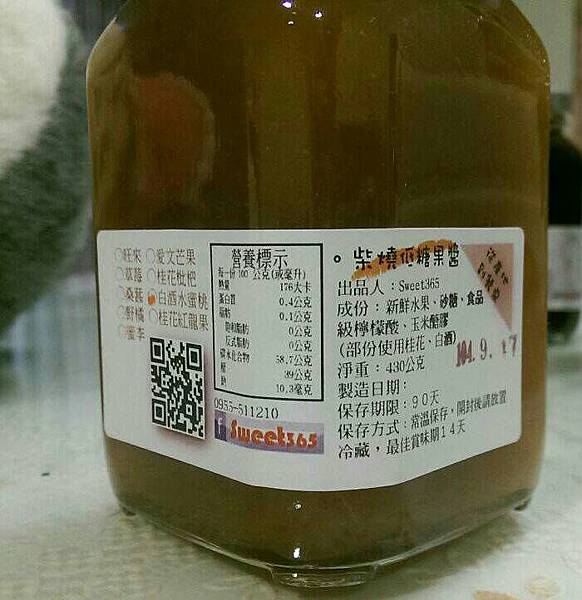 旺來 愛文芒果
草莓 桂花枇杷
桑葚 白酒水蜜桃
酵橘 桂花紅龍果
蜜李
營養標示
每一份100公克(或毫升)
熱量 176大卡
蛋白質 0.4公克
脂肪 0.1公克
飽和脂肪 0公克
反式脂肪 0公克
碳水化合物 58.7公克
糖 39公克
鈉 10.3毫克
0955-511210
f Sweet365
。柴燒低糖果醬
出品人：Sweet365
成份：新鮮水果、砂糖、食品
級檸檬酸、玉米醣膠
(部份使用桂花、白酒)
淨重：430公克
104.9.17
製造日期：
保存期限：90天
保存方式：常溫保存，開封後請放置
冷藏，最佳賞味期14天